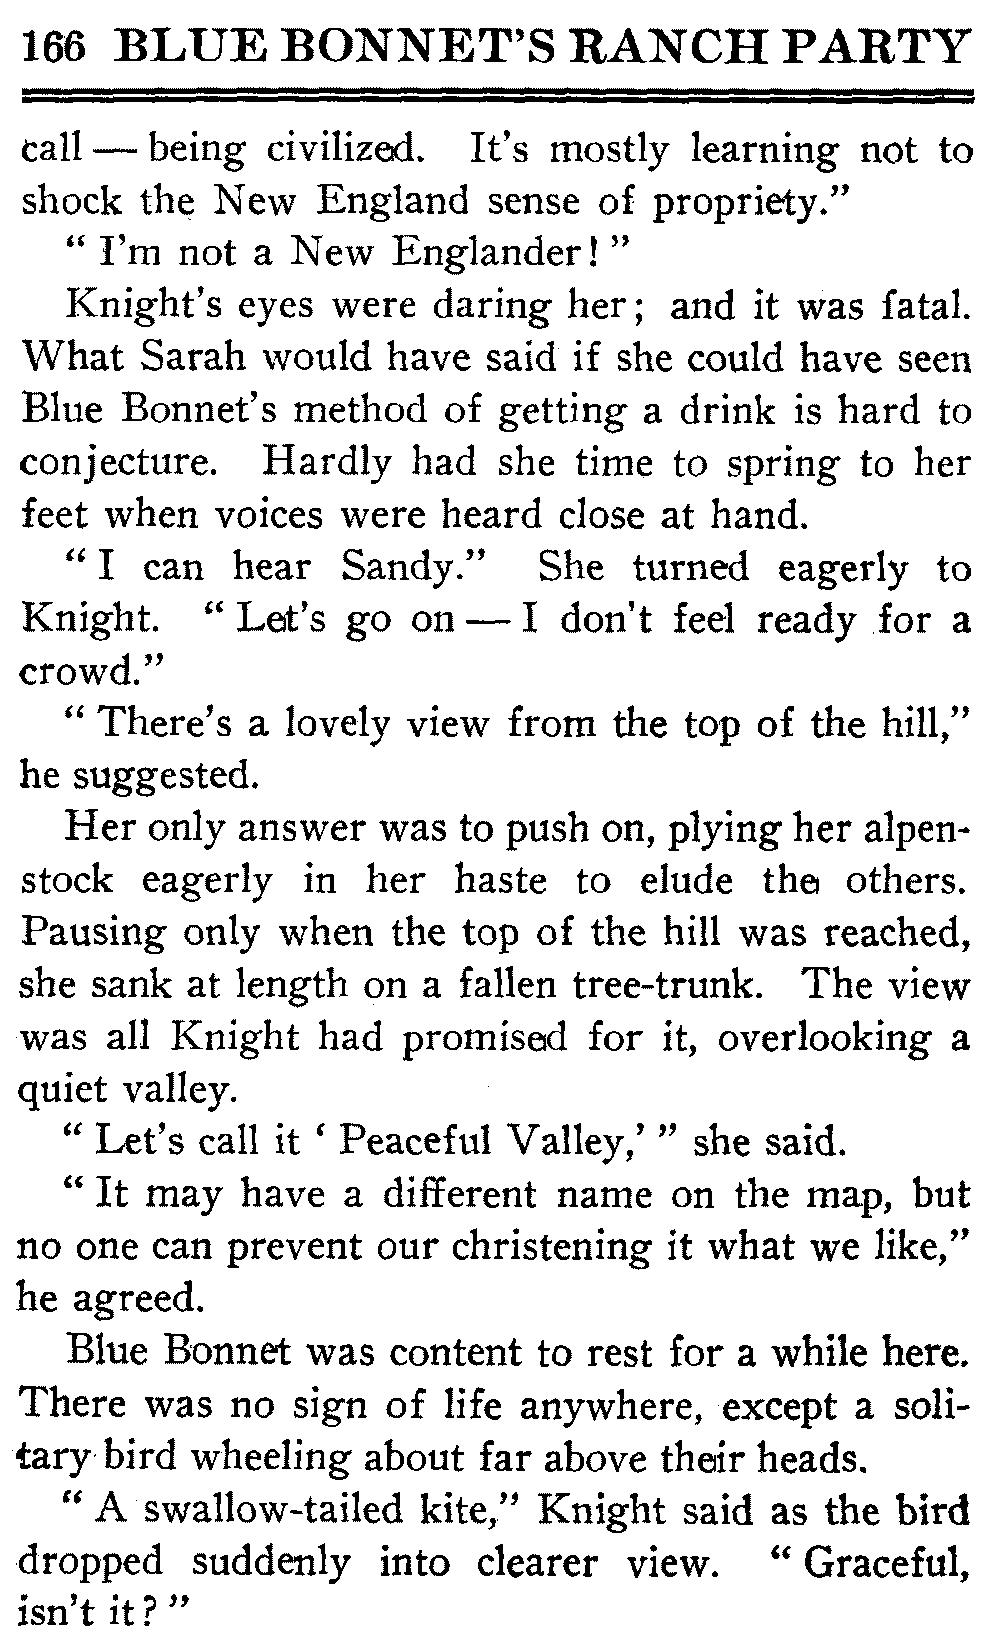 166 BLUE BONNET'S RANCH PARTY
call — being civilized. It's mostly learning not to
shock the New England sense of propriety."
" I'm not a New Englander! "
Knight's eyes were daring her; and it was fatal.
What Sarah would have said if she could have seen
Blue Bonnet's method of getting a drink is hard to
conjecture. Hardly had she time to spring to her
feet when voices were heard close at hand.
" I can hear Sandy." She turned eagerly to
Knight. " Let's go on — I don't feel ready for a
crowd."
" There's a lovely view from the top of the hill,"
he suggested.
Her only answer was to push on, plying her alpen-
stock eagerly in her haste to elude the others.
Pausing only when the top of the hill was reached,
she sank at length on a fallen tree-trunk. The view
was all Knight had promised for it, overlooking a
quiet valley.
" Let's call it ' Peaceful Valley,' " she said.
" It may have a different name on the map, but
no one can prevent our christening it what we like,"
he agreed.
Blue Bonnet was content to rest for a while here.
There was no sign of life anywhere, except a soli-
tary bird wheeling about far above their heads.
" A swallow-tailed kite," Knight said as the bird
dropped suddenly into clearer view. " Graceful,
isn't it? "